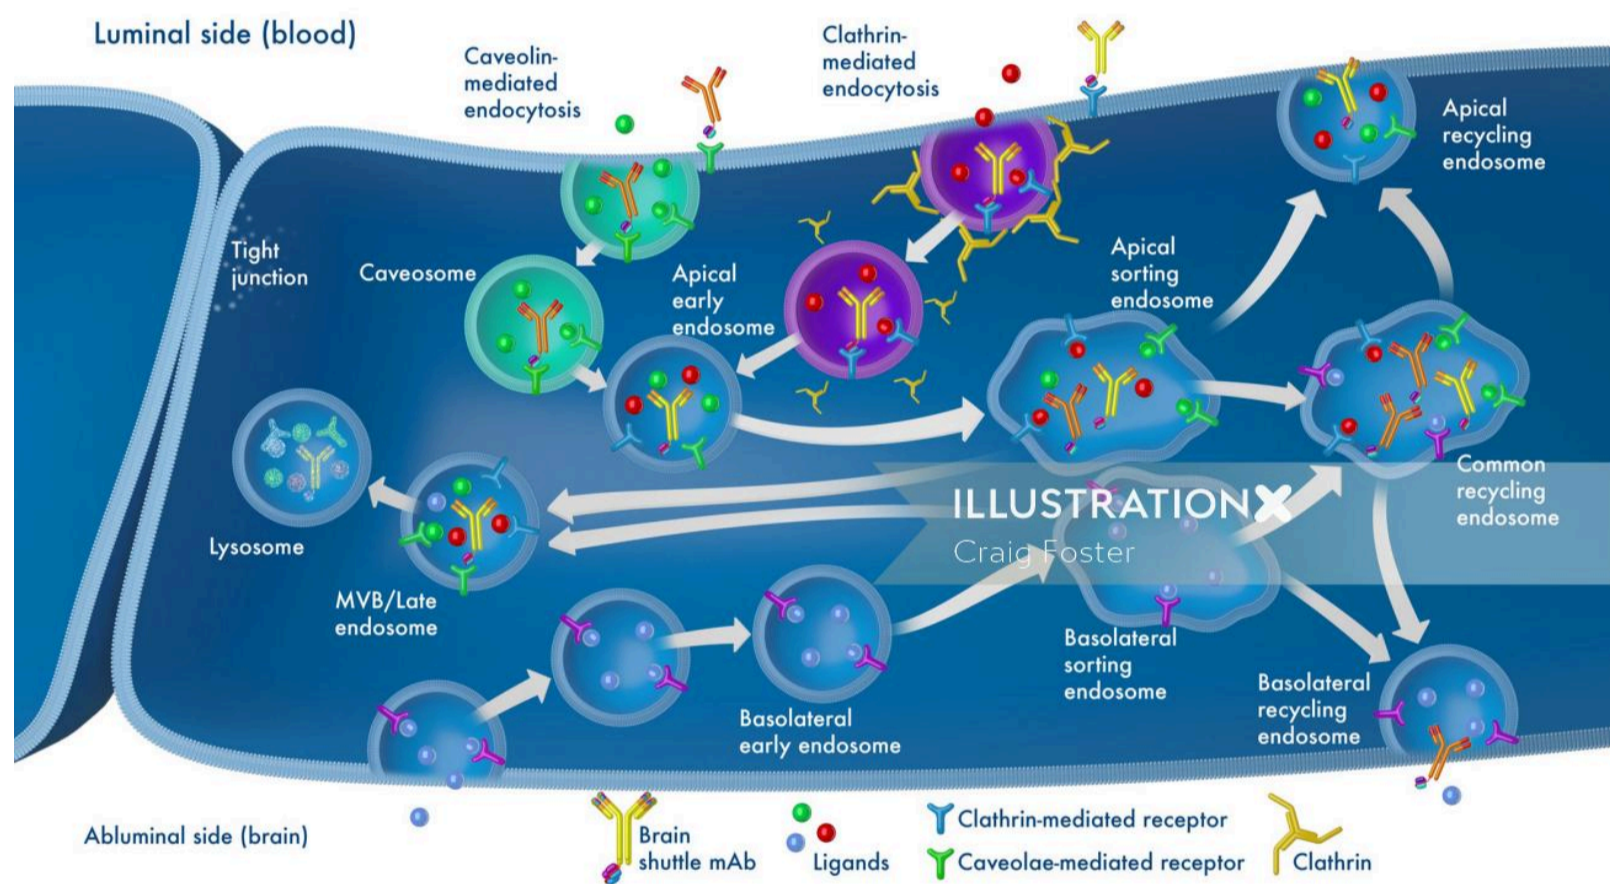 Luminal side (blood)
Caveolin-
mediated
endocytosis
Clathrin-
mediated
endocytosis
Apical
recycling
endosome
Tight
junction
Caveosome
Apical
early
endosome
Apical
sorting
endosome
Common
recycling
endosome
ILLUSTRATIONX
Craig Foster
Lysosome
MVB/Late
endosome
Basolateral
sorting
endosome
Basolateral
recycling
endosome
Basolateral
early endosome
Abluminal side (brain)
Brain
shuttle mAb
Ligands
Clathrin-mediated receptor
Caveolae-mediated receptor
Clathrin